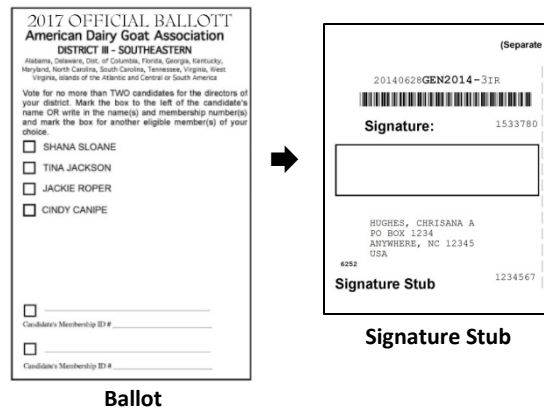 2017 OFFICIAL BALLOTT
American Dairy Goat Association
DISTRICT III - SOUTHEASTERN
Alabama, Delaware, Dist. of Columbia, Florida, Georgia, Kentucky,
Maryland, North Carolina, South Carolina, Tennessee, Virginia, West
Virginia, islands of the Atlantic and Central or South America
Vote for no more than TWO candidates for the directors of
your district. Mark the box to the left of the candidate's
name OR write in the name(s) and membership number(s)
and mark the box for another eligible member(s) of your
choice.
SHANA SLOANE
TINA JACKSON
JACKIE ROPER
CINDY CANIPE
Candidate's Membership ID #
Candidate's Membership ID #
Ballot
(Separate
20140628GEN2014-3IR
Signature: 1533780
HUGHES, CHRISANA A
PO BOX 1234
ANYWHERE, NC 12345
USA
6252
Signature Stub 1234567
Signature Stub